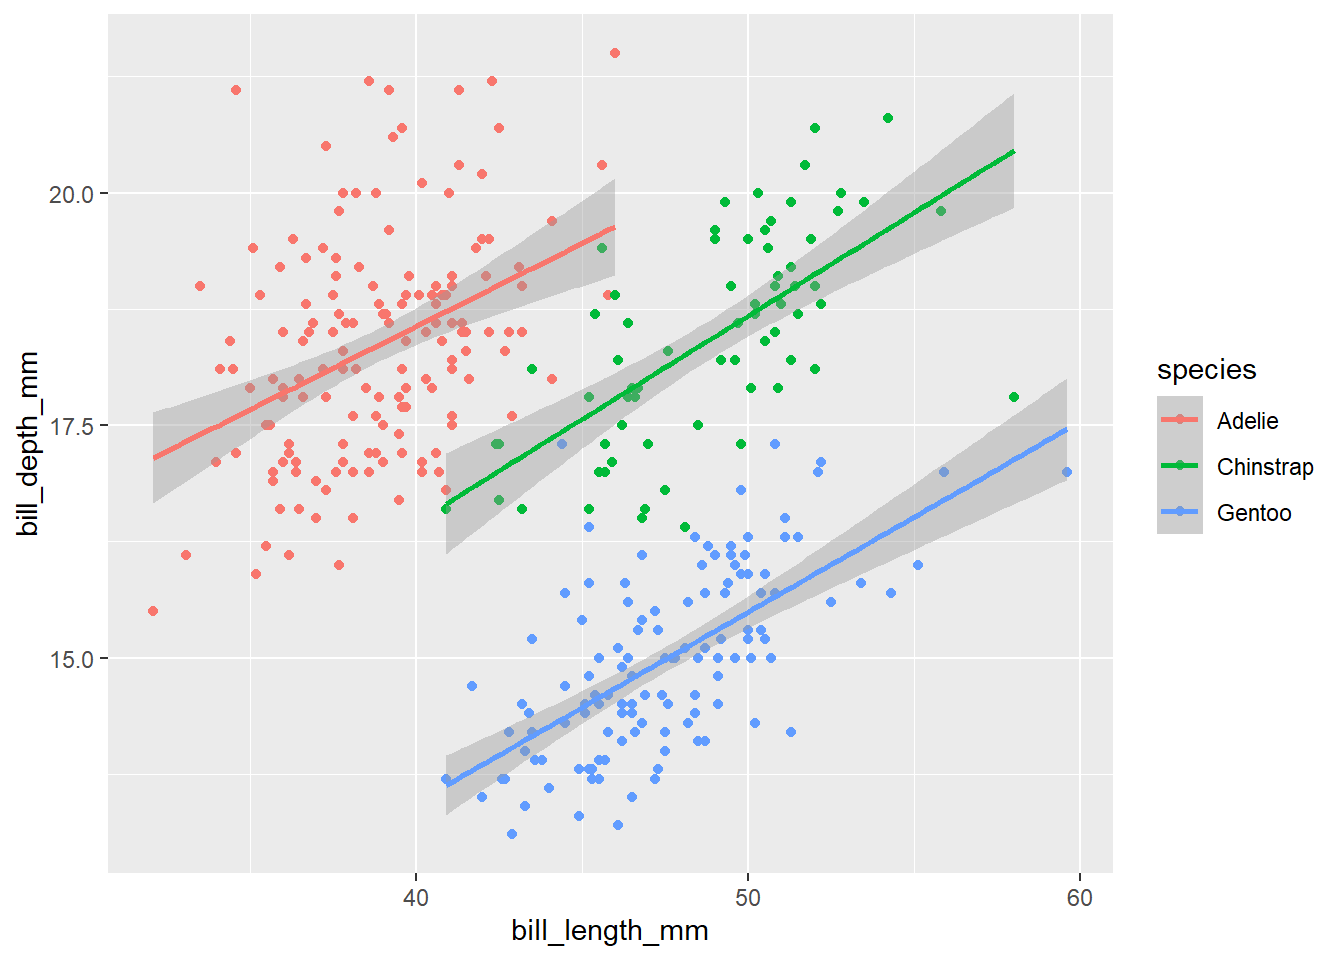 20.0
17.5
15.0
bill_depth_mm
40
50
60
bill_length_mm
species
Adelie
Chinstrap
Gentoo